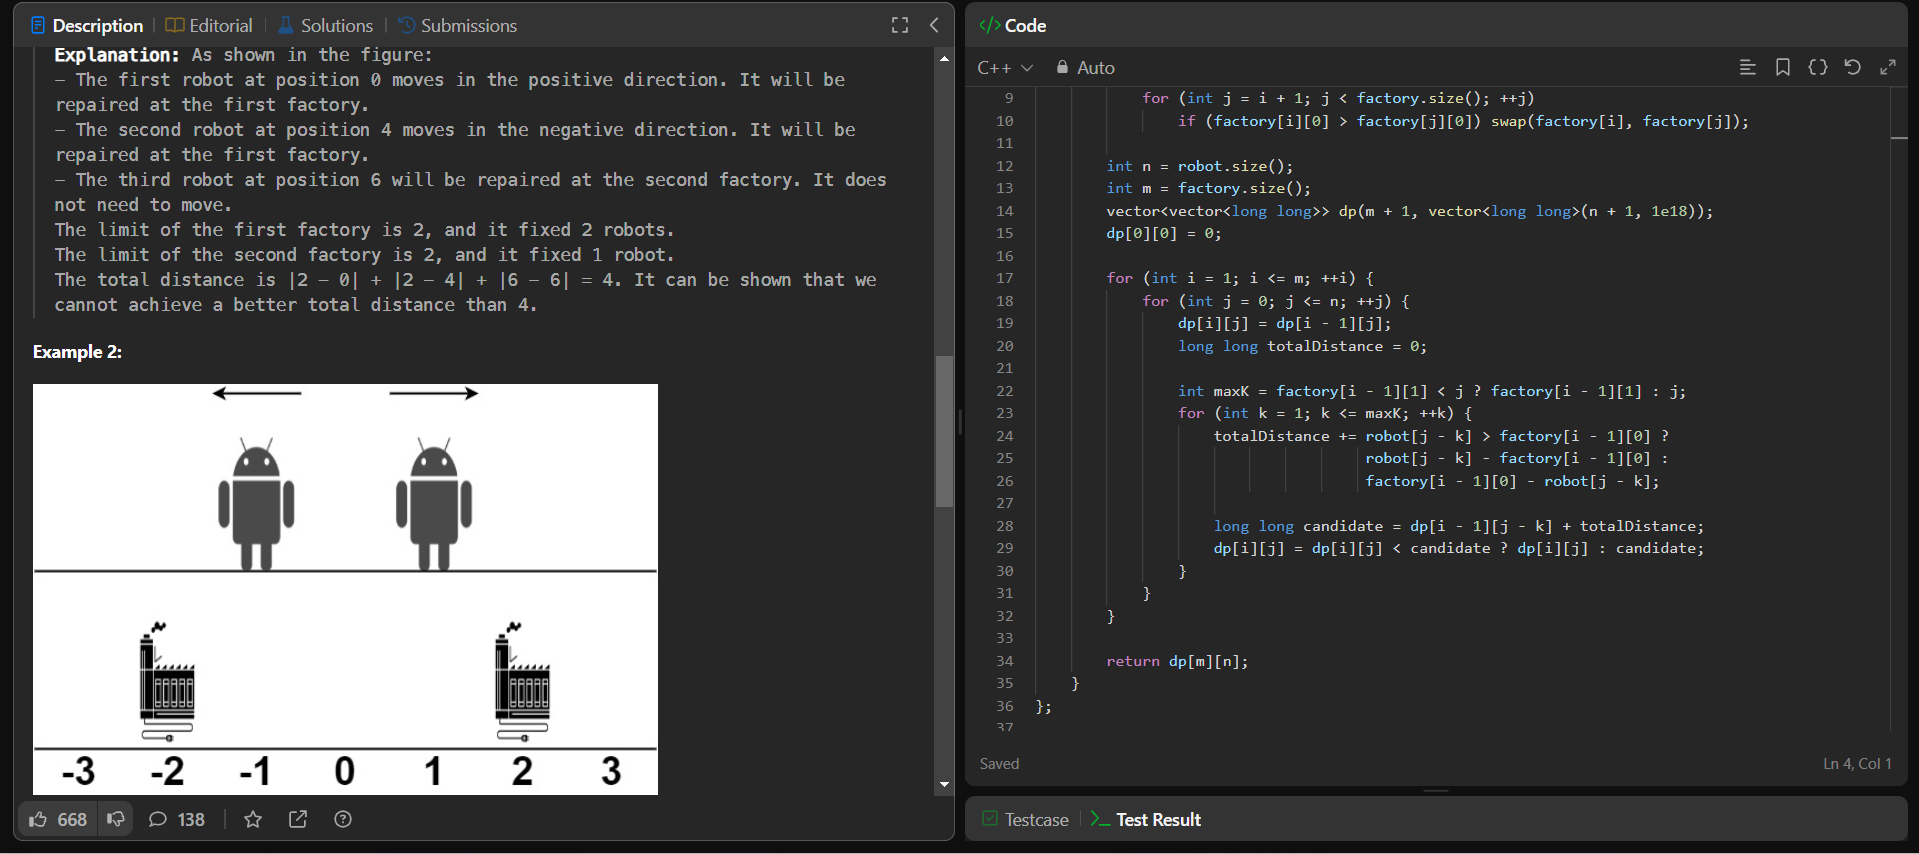 Description
Editorial
Solutions
Submissions
Explanation: As shown in the figure:
– The first robot at position 0 moves in the positive direction. It will be
repaired at the first factory.
– The second robot at position 4 moves in the negative direction. It will be
repaired at the first factory.
– The third robot at position 6 will be repaired at the second factory. It does
not need to move.
The limit of the first factory is 2, and it fixed 2 robots.
The limit of the second factory is 2, and it fixed 1 robot.
The total distance is |2 – 0| + |2 – 4| + |6 – 6| = 4. It can be shown that we
cannot achieve a better total distance than 4.
Example 2:
-3 -2 -1 0 1 2 3
668
138
</> Code
C++
Auto
9 for (int j = i + 1; j < factory.size(); ++j)
10 if (factory[i][0] > factory[j][0]) swap(factory[i], factory[j]);
11
12 int n = robot.size();
13 int m = factory.size();
14 vector<vector<long long>> dp(m + 1, vector<long long>(n + 1, 1e18));
15 dp[0][0] = 0;
16
17 for (int i = 1; i <= m; ++i) {
18 for (int j = 0; j <= n; ++j) {
19 dp[i][j] = dp[i - 1][j];
20 long long totalDistance = 0;
21
22 int maxK = factory[i - 1][1] < j ? factory[i - 1][1] : j;
23 for (int k = 1; k <= maxK; ++k) {
24 totalDistance += robot[j - k] > factory[i - 1][0] ?
25 robot[j - k] - factory[i - 1][0] :
26 factory[i - 1][0] - robot[j - k];
27
28 long long candidate = dp[i - 1][j - k] + totalDistance;
29 dp[i][j] = dp[i][j] < candidate ? dp[i][j] : candidate;
30 }
31 }
32 }
33
34 return dp[m][n];
35 }
36 };
37
Saved
Ln 4, Col 1
Testcase
Test Result